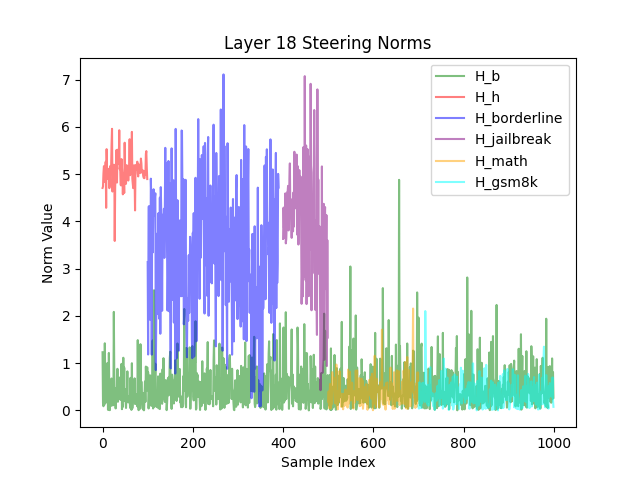 Layer 18 Steering Norms
H_b
H_h
H_borderline
H_jailbreak
H_math
H_gsm8k
Norm Value
7
6
5
4
3
2
1
0
0 200 400 600 800 1000
Sample Index